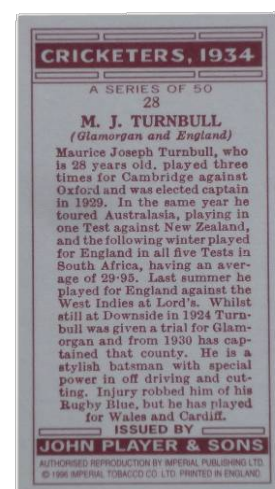 CRICKETERS, 1934
A SERIES OF 50
28
M. J. TURNBULL
(Glamorgan and England)
Maurice Joseph Turnbull, who
is 28 years old, played three
times for Cambridge against
Oxford and was elected captain
in 1929. In the same year he
toured Australasia, playing in
one Test against New Zealand,
and the following winter played
for England in all five Tests in
South Africa, having an aver-
age of 29·95. Last summer he
played for England against the
West Indies at Lord's. Whilst
still at Downside in 1924 Turn-
bull was given a trial for Glam-
organ and from 1930 has cap-
tained that county. He is a
stylish batsman with special
power in off driving and cut-
ting. Injury robbed him of his
Rugby Blue, but he has played
for Wales and Cardiff.
ISSUED BY
JOHN PLAYER & SONS
AUTHORISED REPRODUCTION BY IMPERIAL PUBLISHING LTD.
© 1996 IMPERIAL TOBACCO CO. LTD. PRINTED IN ENGLAND